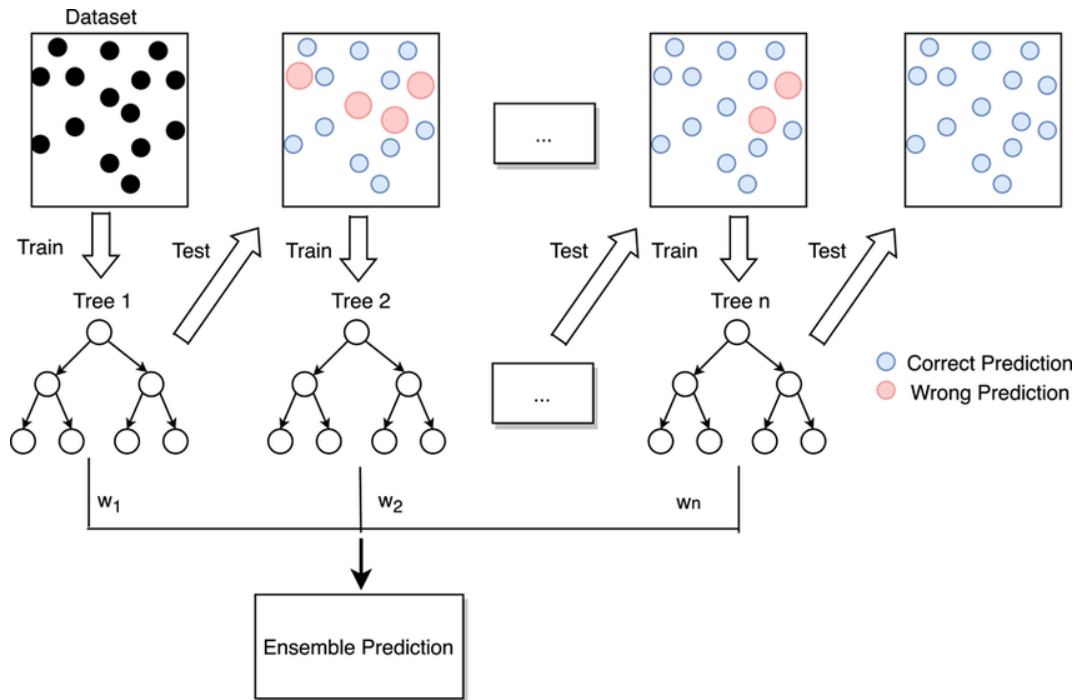 Dataset
...
Train
Test
Train
Test
Train
Test
Tree 1
Tree 2
Tree n
...
Correct Prediction
Wrong Prediction
w1
w2
wn
Ensemble Prediction